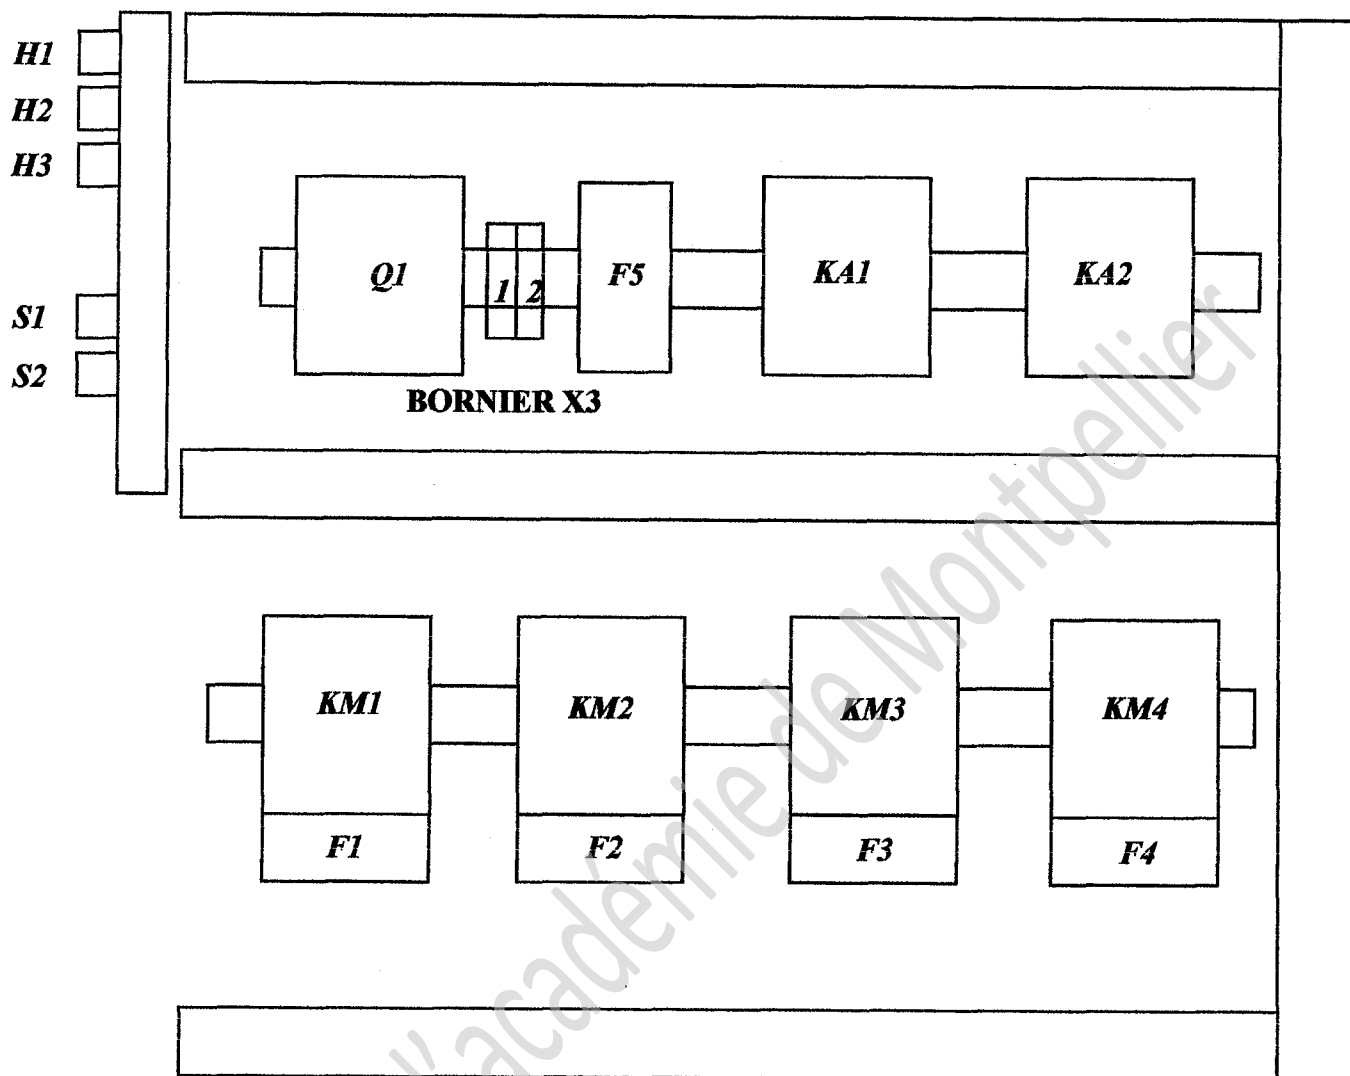 H1
H2
H3
S1
S2
Q1
1 2
F5
KA1
KA2
BORNIER X3
KM1
KM2
KM3
KM4
F1
F2
F3
F4
l'académie de Montpellier